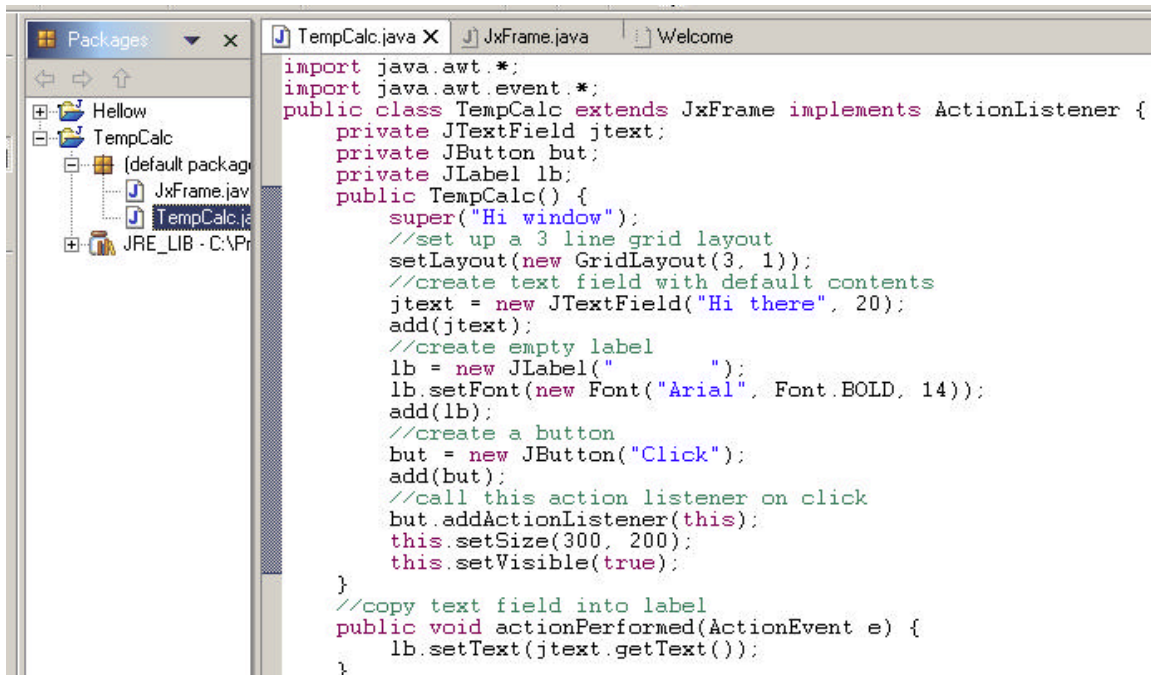 Packages
TempCalc.java
JxFrame.java
Welcome
Hellow
TempCalc
(default packag
JxFrame.jav
TempCalc.ja
JRE_LIB - C:\Pr
import java.awt.*;
import java.awt.event.*;
public class TempCalc extends JxFrame implements ActionListener {
    private JTextField jtext;
    private JButton but;
    private JLabel lb;
    public TempCalc() {
        super("Hi window");
        //set up a 3 line grid layout
        setLayout(new GridLayout(3, 1));
        //create text field with default contents
        jtext = new JTextField("Hi there", 20);
        add(jtext);
        //create empty label
        lb = new JLabel("        ");
        lb.setFont(new Font("Arial", Font.BOLD, 14));
        add(lb);
        //create a button
        but = new JButton("Click");
        add(but);
        //call this action listener on click
        but.addActionListener(this);
        this.setSize(300, 200);
        this.setVisible(true);
    }
    //copy text field into label
    public void actionPerformed(ActionEvent e) {
        lb.setText(jtext.getText());
    }